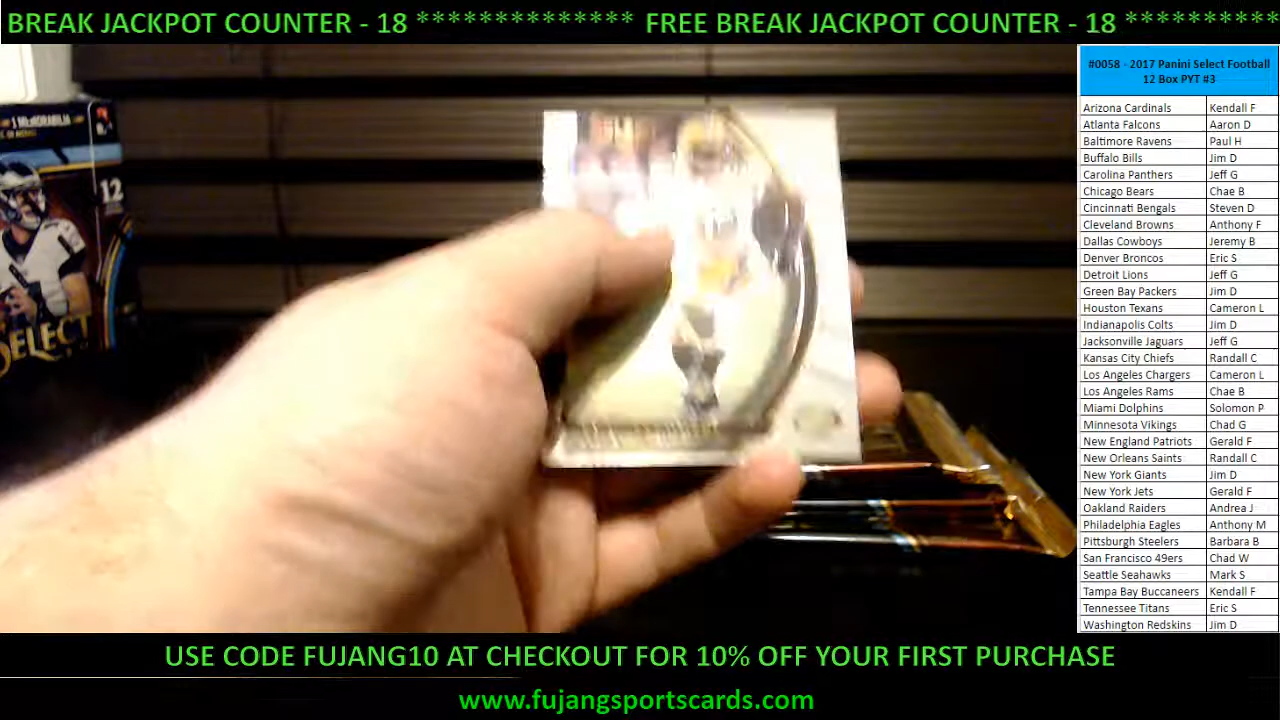 BREAK JACKPOT COUNTER - 18 ************** FREE BREAK JACKPOT COUNTER - 18 **********
#0058 - 2017 Panini Select Football
12 Box PYT #3
Arizona Cardinals Kendall F
Atlanta Falcons Aaron D
Baltimore Ravens Paul H
Buffalo Bills Jim D
Carolina Panthers Jeff G
Chicago Bears Chae B
Cincinnati Bengals Steven D
Cleveland Browns Anthony F
Dallas Cowboys Jeremy B
Denver Broncos Eric S
Detroit Lions Jeff G
Green Bay Packers Jim D
Houston Texans Cameron L
Indianapolis Colts Jim D
Jacksonville Jaguars Jeff G
Kansas City Chiefs Randall C
Los Angeles Chargers Cameron L
Los Angeles Rams Chae B
Miami Dolphins Solomon P
Minnesota Vikings Chad G
New England Patriots Gerald F
New Orleans Saints Randall C
New York Giants Jim D
New York Jets Gerald F
Oakland Raiders Andrea J
Philadelphia Eagles Anthony M
Pittsburgh Steelers Barbara B
San Francisco 49ers Chad W
Seattle Seahawks Mark S
Tampa Bay Buccaneers Kendall F
Tennessee Titans Eric S
Washington Redskins Jim D
MEMORABILIA
12
SELECT
USE CODE FUJANG10 AT CHECKOUT FOR 10% OFF YOUR FIRST PURCHASE
www.fujangsportscards.com